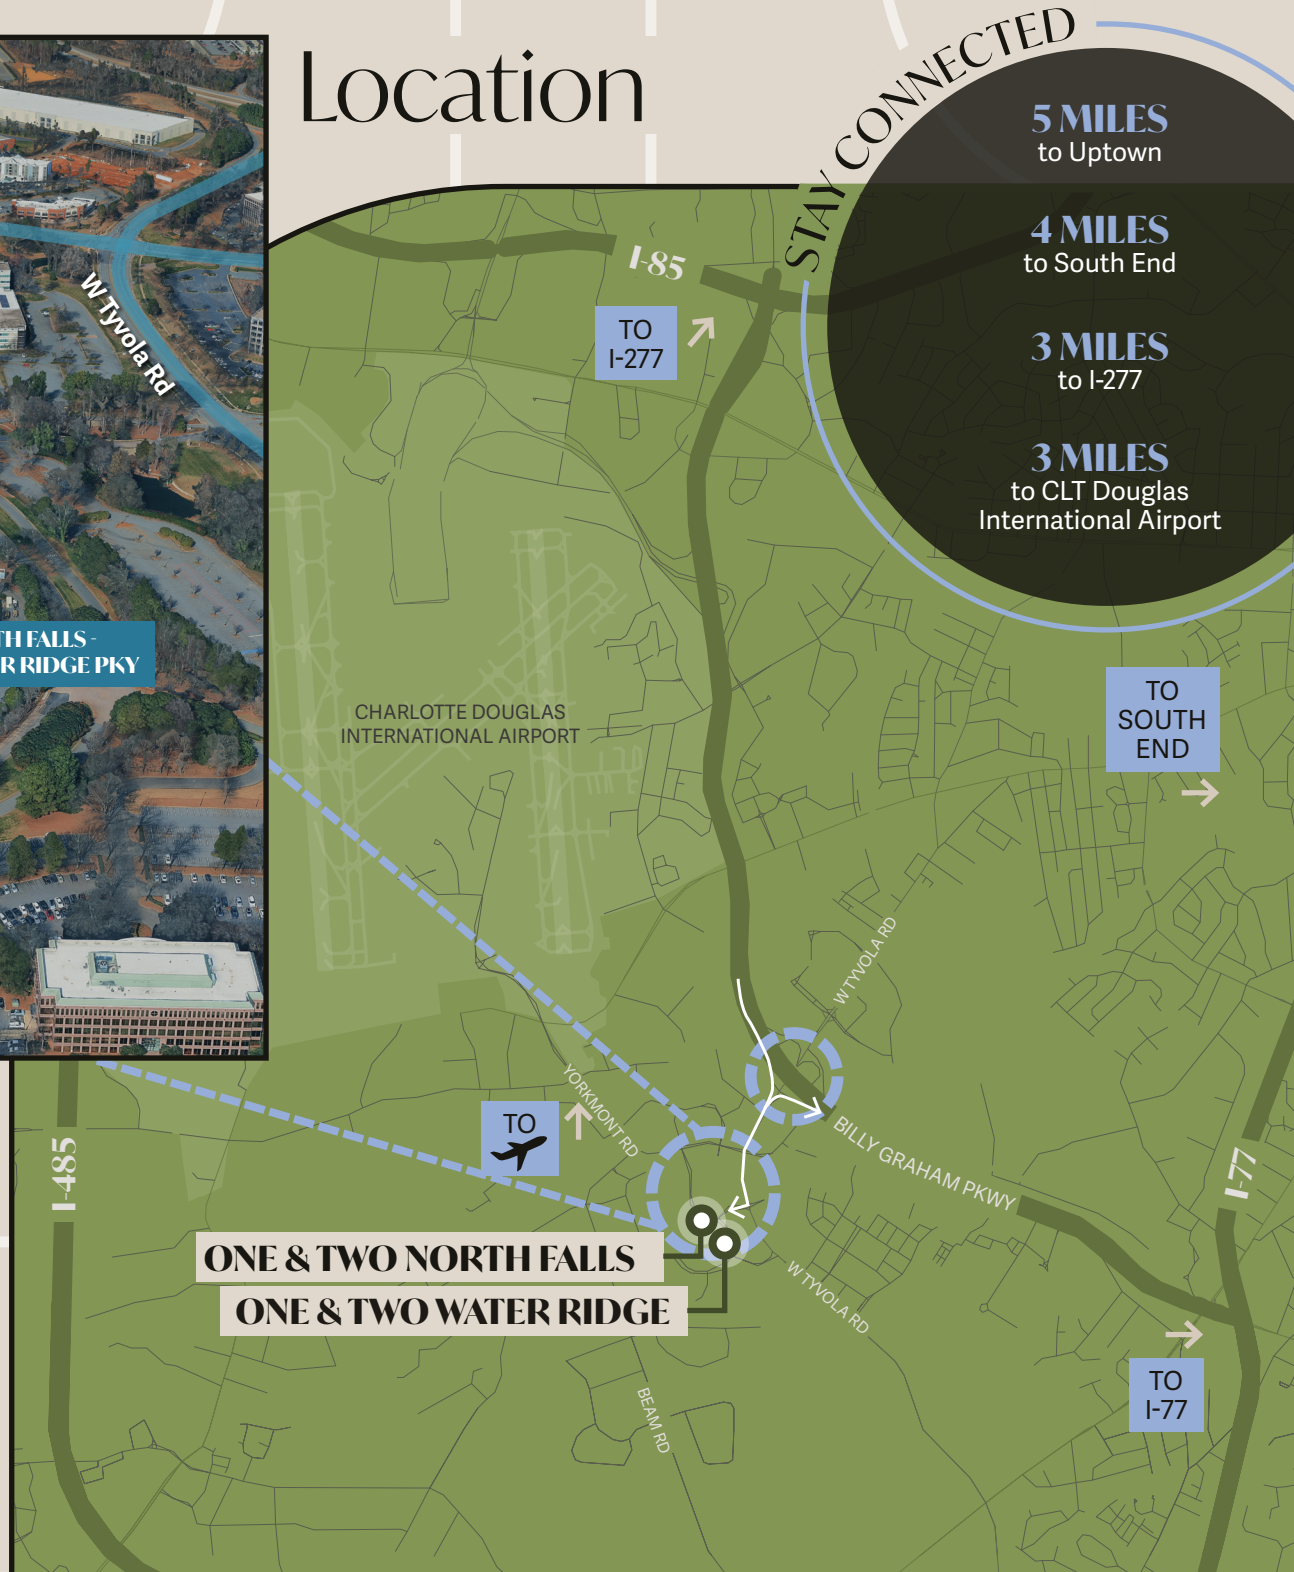 Location
STAY CONNECTED
5 MILES
to Uptown
4 MILES
to South End
3 MILES
to I-277
3 MILES
to CLT Douglas
International Airport
I-85
TO
I-277
W Tyvola Rd
TH FALLS -
R RIDGE PKY
CHARLOTTE DOUGLAS
INTERNATIONAL AIRPORT
TO
SOUTH
END
W TYVOLA RD
YORKMONT RD
TO
BILLY GRAHAM PKWY
I-485
I-77
ONE & TWO NORTH FALLS
ONE & TWO WATER RIDGE
W TYVOLA RD
TO
I-77
BEAM RD